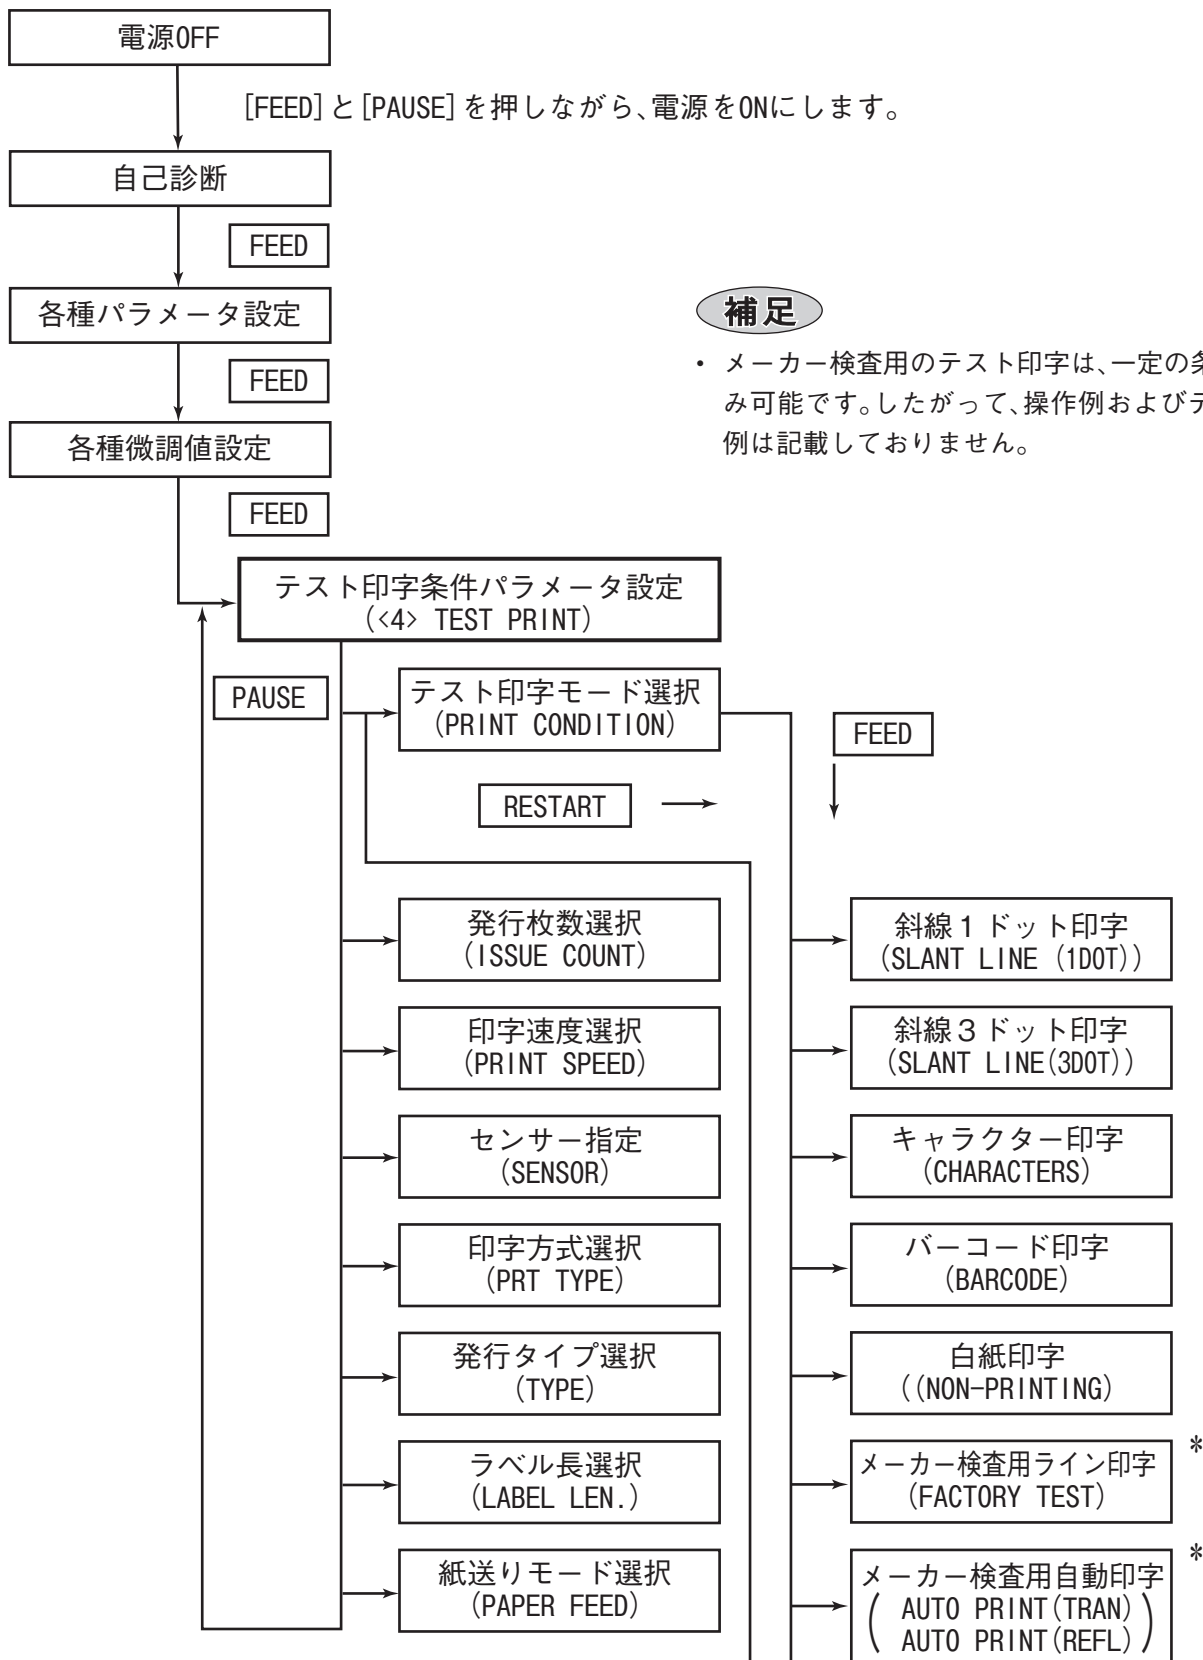 電源OFF
[FEED]と[PAUSE]を押しながら、電源をONにします。
自己診断
FEED
各種パラメータ設定
FEED
各種微調値設定
FEED
補足
・ メーカー検査用のテスト印字は、一定の条
み可能です。したがって、操作例およびテ
例は記載しておりません。
テスト印字条件パラメータ設定
(<4> TEST PRINT)
PAUSE
テスト印字モード選択
(PRINT CONDITION)
FEED
RESTART
発行枚数選択
(ISSUE COUNT)
印字速度選択
(PRINT SPEED)
センサー指定
(SENSOR)
印字方式選択
(PRT TYPE)
発行タイプ選択
(TYPE)
ラベル長選択
(LABEL LEN.)
紙送りモード選択
(PAPER FEED)
斜線1ドット印字
(SLANT LINE (1DOT))
斜線3ドット印字
(SLANT LINE(3DOT))
キャラクター印字
(CHARACTERS)
バーコード印字
(BARCODE)
白紙印字
((NON-PRINTING)
*
メーカー検査用ライン印字
(FACTORY TEST)
*
メーカー検査用自動印字
( AUTO PRINT(TRAN)
AUTO PRINT(REFL) )